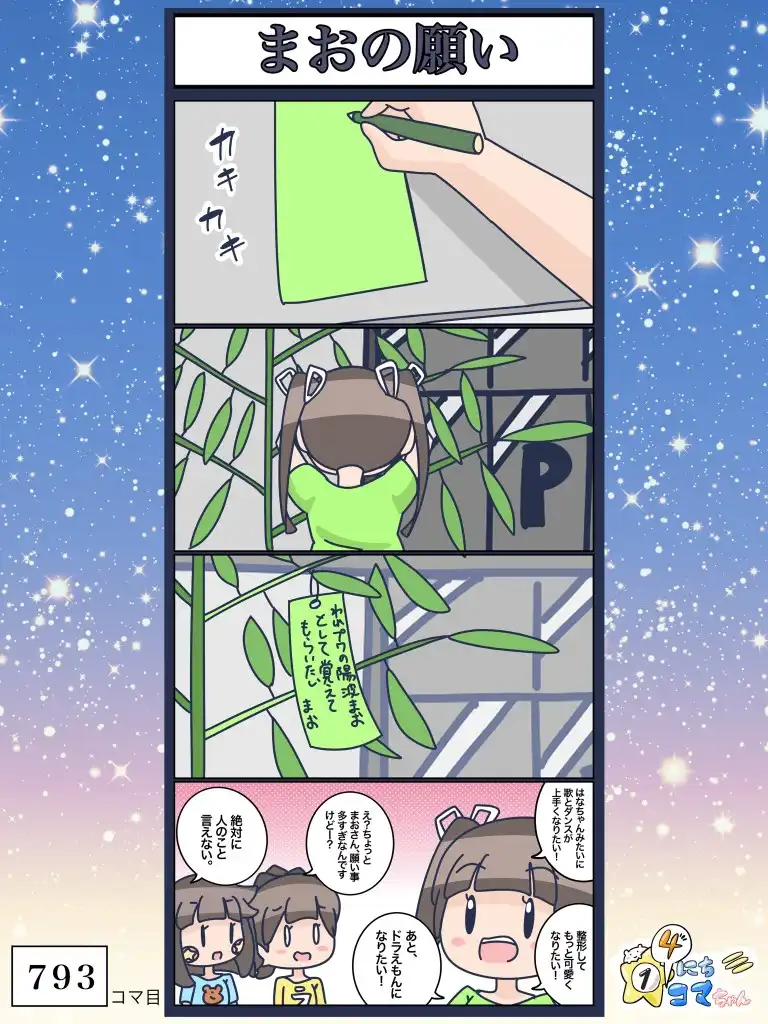 まおの願い
カキ
カキ
P
わんプウの陽波まお
として覚えて
もらいたい まお
はなちゃんみたいに
歌とダンスが
上手くなりたい!
整形して
もっと可愛く
なりたい!
あと、
ドラえもんに
なりたい!
え?ちょっと
まおさん、願い事
多すぎなんです
けどー?
絶対に
人のこと
言えない。
ラ
793
コマ目
1
にち
4
コマ
ちゃん